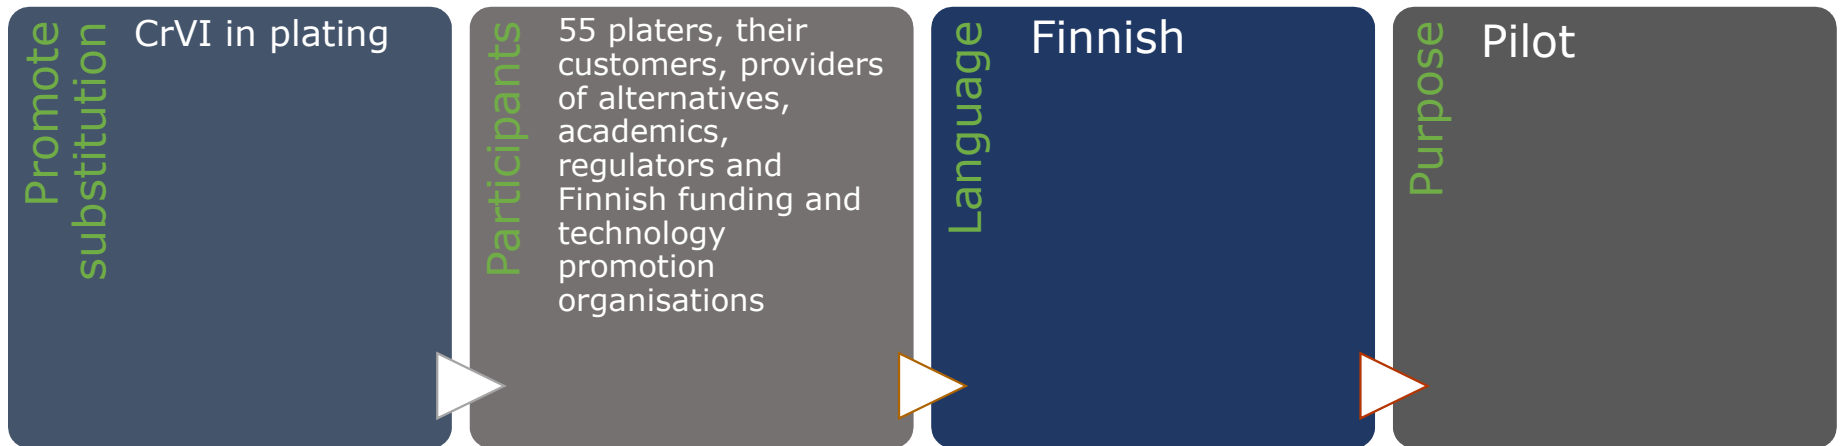 Promote
substitution
CrVI in plating
Participants
55 platers, their
customers, providers
of alternatives,
academics,
regulators and
Finnish funding and
technology
promotion
organisations
Language
Finnish
Purpose
Pilot